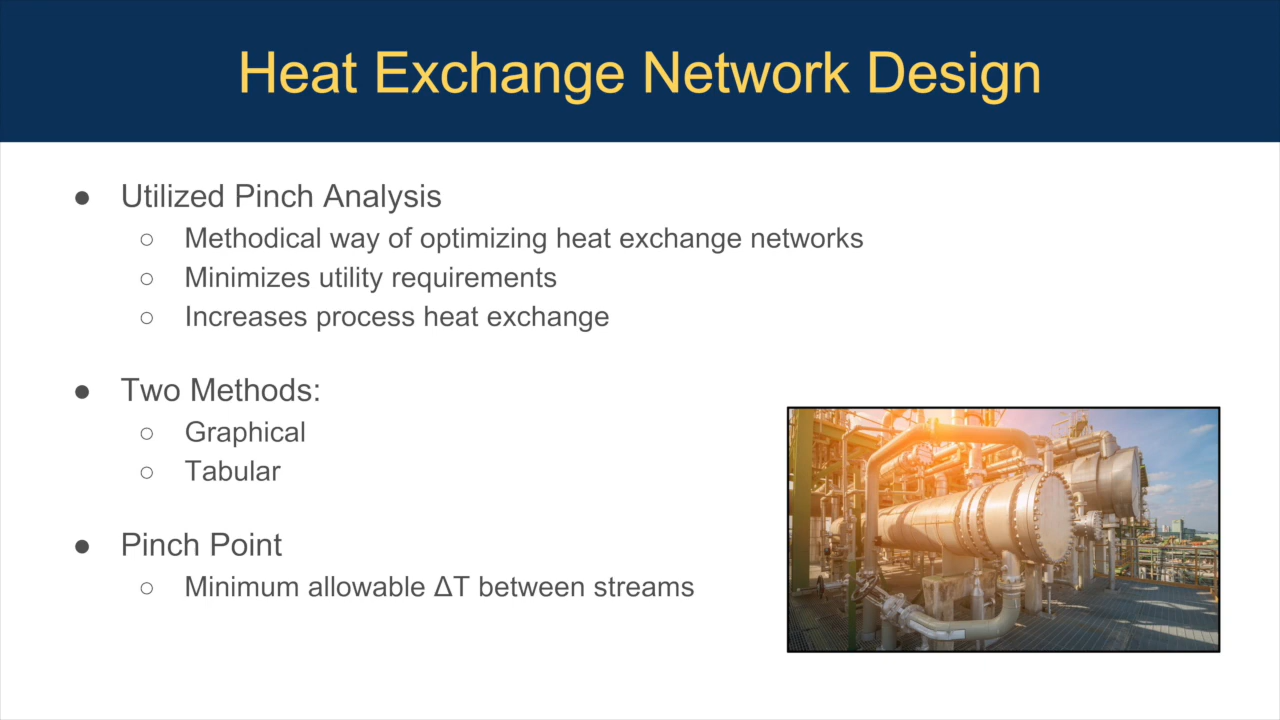 Heat Exchange Network Design
● Utilized Pinch Analysis
○ Methodical way of optimizing heat exchange networks
○ Minimizes utility requirements
○ Increases process heat exchange
● Two Methods:
○ Graphical
○ Tabular
● Pinch Point
○ Minimum allowable ΔT between streams